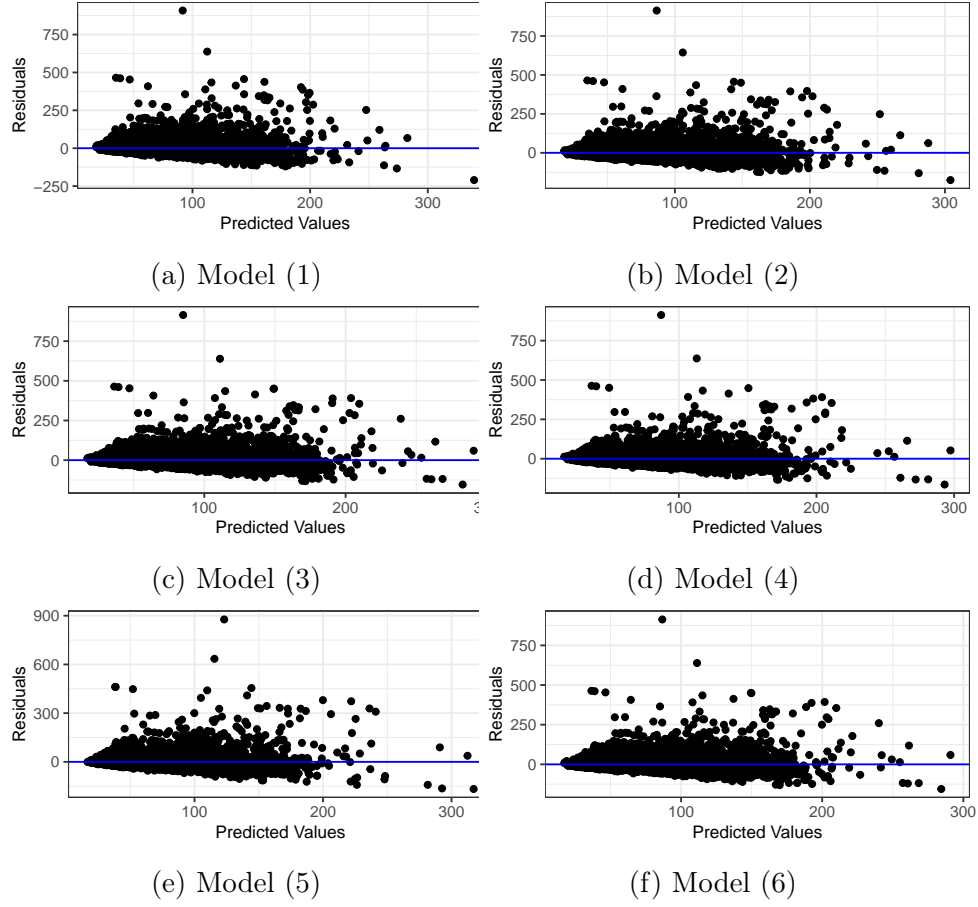 750
500
250
0
−250
Residuals
100
200
300
Predicted Values
(a) Model (1)
750
500
250
0
Residuals
100
200
300
Predicted Values
(b) Model (2)
750
500
250
0
Residuals
100
200
3
Predicted Values
(c) Model (3)
750
500
250
0
Residuals
100
200
300
Predicted Values
(d) Model (4)
900
600
300
0
Residuals
100
200
300
Predicted Values
(e) Model (5)
750
500
250
0
Residuals
100
200
300
Predicted Values
(f) Model (6)